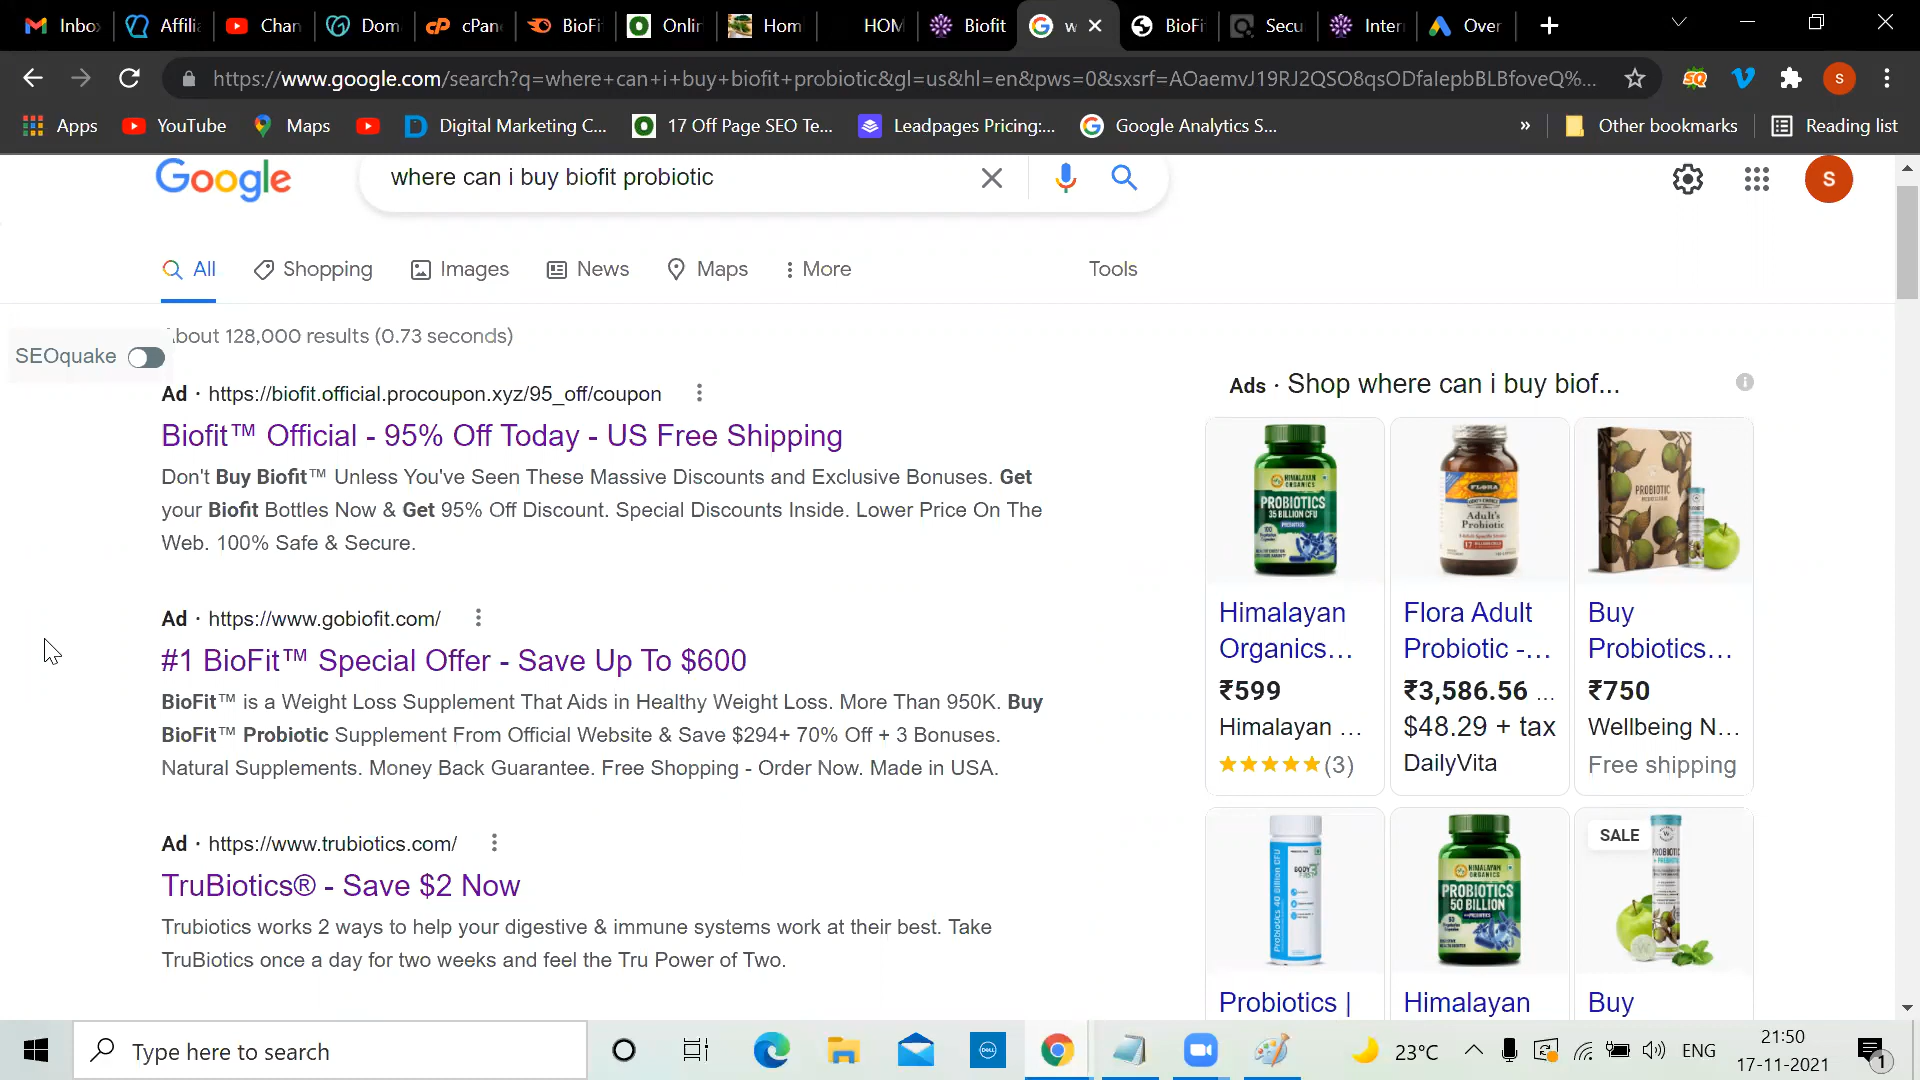 Inbo
Affili
Chan
Dom
cPan
BioFi
Onlin
Hom
HOM
Biofit
w
BioFi
Secu
Inter
Over
https://www.google.com/search?q=where+can+i+buy+biofit+probiotic&gl=us&hl=en&pws=0&sxsrf=AOaemvJ19RJ2QSO8qsODfaIepbBLBfoveQ%...
S
Apps
YouTube
Maps
Digital Marketing C...
17 Off Page SEO Te...
Leadpages Pricing:...
Google Analytics S...
»
Other bookmarks
Reading list
Google
where can i buy biofit probiotic
S
All
Shopping
Images
News
Maps
More
Tools
bout 128,000 results (0.73 seconds)
SEOquake
Ad · https://biofit.official.procoupon.xyz/95_off/coupon
Biofit™ Official - 95% Off Today - US Free Shipping
Don't Buy Biofit™ Unless You've Seen These Massive Discounts and Exclusive Bonuses. Get
your Biofit Bottles Now & Get 95% Off Discount. Special Discounts Inside. Lower Price On The
Web. 100% Safe & Secure.
Ad · https://www.gobiofit.com/
#1 BioFit™ Special Offer - Save Up To $600
BioFit™ is a Weight Loss Supplement That Aids in Healthy Weight Loss. More Than 950K. Buy
BioFit™ Probiotic Supplement From Official Website & Save $294+ 70% Off + 3 Bonuses.
Natural Supplements. Money Back Guarantee. Free Shopping - Order Now. Made in USA.
Ad · https://www.trubiotics.com/
TruBiotics® - Save $2 Now
Trubiotics works 2 ways to help your digestive & immune systems work at their best. Take
TruBiotics once a day for two weeks and feel the Tru Power of Two.
Ads · Shop where can i buy biof...
HIMALAYAN
ORGANICS
PROBIOTICS
35 BILLION CFU
FLORA
Adult's
Probiotic
PROBIOTIC
Himalayan
Organics...
₹599
Himalayan ...
(3)
Flora Adult
Probiotic -...
₹3,586.56 ...
$48.29 + tax
DailyVita
Buy
Probiotics...
₹750
Wellbeing N...
Free shipping
Probiotics 40 Billion CFU
BODY
FIRST
HIMALAYAN
ORGANICS
PROBIOTICS
50 BILLION
SALE
PROBIOTIC
Probiotics |
Himalayan
Buy
Type here to search
DELL
23°C
ENG
21:50
17-11-2021
1